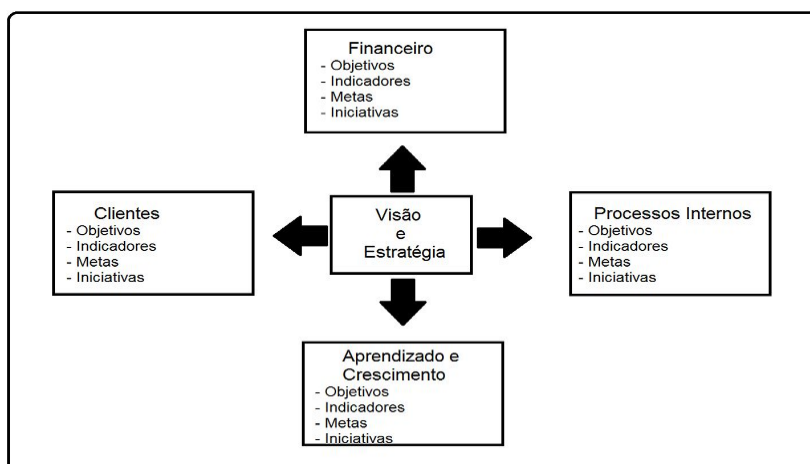 Financeiro
- Objetivos
- Indicadores
- Metas
- Iniciativas
Clientes
- Objetivos
- Indicadores
- Metas
- Iniciativas
Visão
e
Estratégia
Processos Internos
- Objetivos
- Indicadores
- Metas
- Iniciativas
Aprendizado e
Crescimento
- Objetivos
- Indicadores
- Metas
- Iniciativas